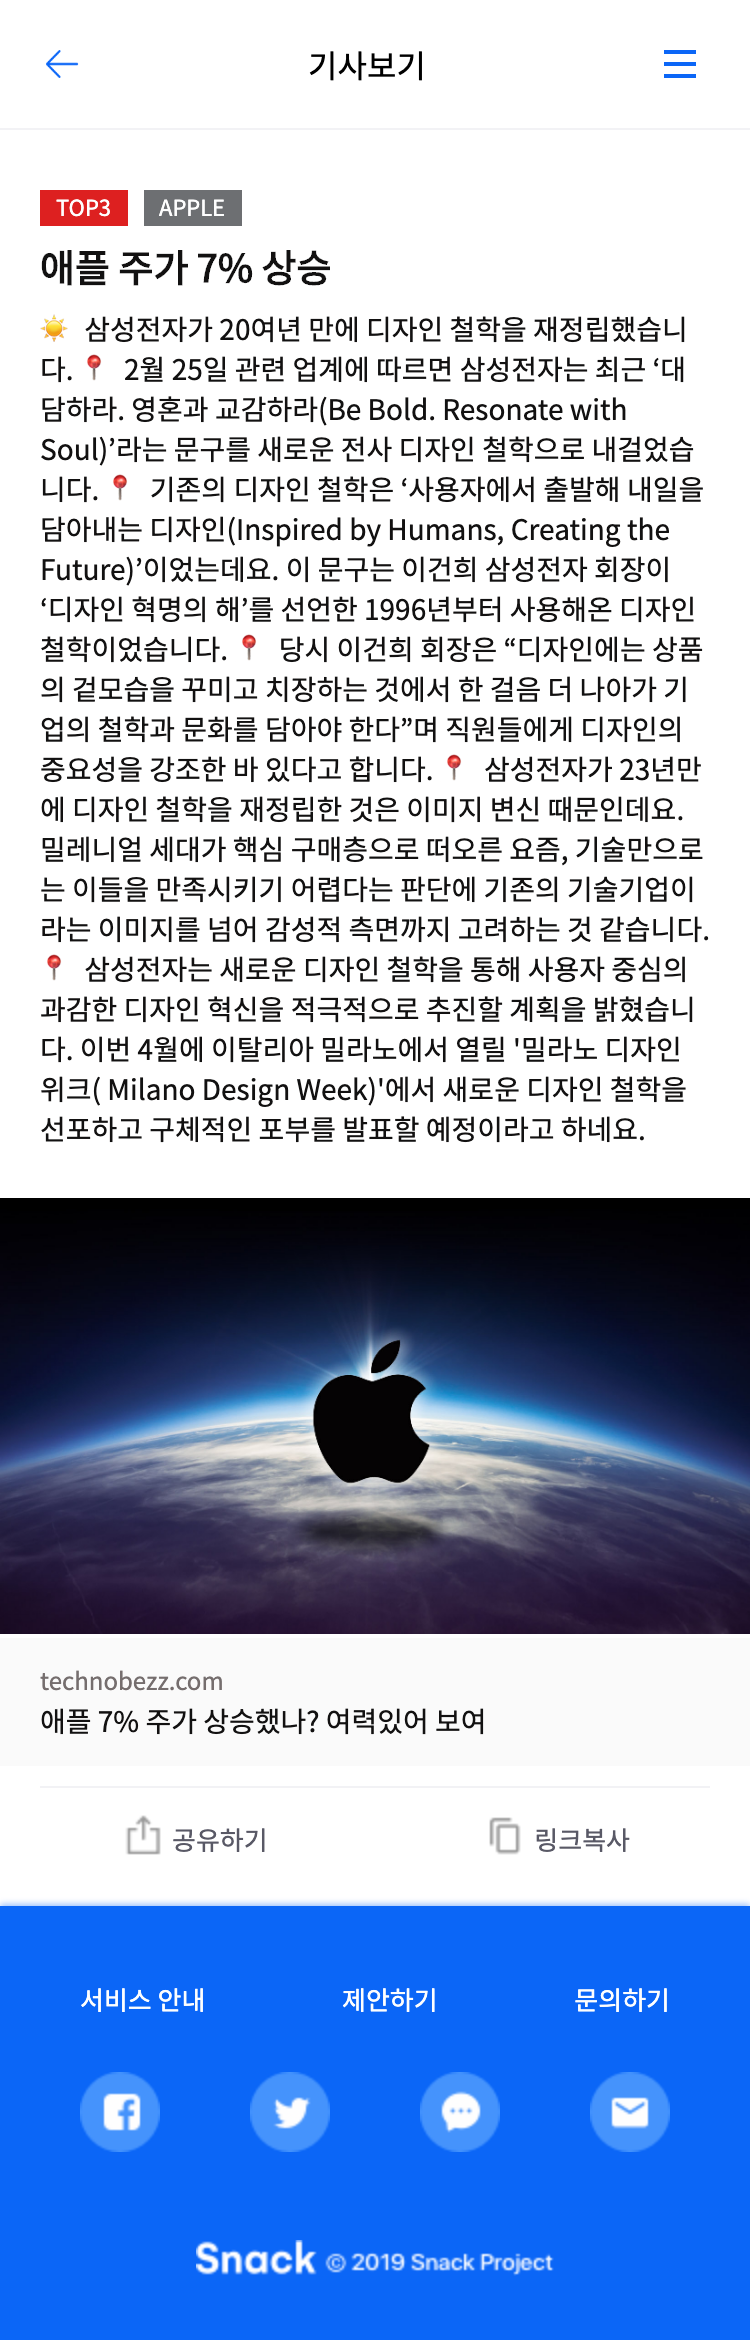 기사보기
TOP3 APPLE
애플 주가 7% 상승
☀️ 삼성전자가 20여년 만에 디자인 철학을 재정립했습니
다. 📍 2월 25일 관련 업계에 따르면 삼성전자는 최근 ‘대
담하라. 영혼과 교감하라(Be Bold. Resonate with
Soul)’라는 문구를 새로운 전사 디자인 철학으로 내걸었습
니다. 📍 기존의 디자인 철학은 ‘사용자에서 출발해 내일을
담아내는 디자인(Inspired by Humans, Creating the
Future)’이었는데요. 이 문구는 이건희 삼성전자 회장이
‘디자인 혁명의 해’를 선언한 1996년부터 사용해온 디자인
철학이었습니다. 📍 당시 이건희 회장은 “디자인에는 상품
의 겉모습을 꾸미고 치장하는 것에서 한 걸음 더 나아가 기
업의 철학과 문화를 담아야 한다”며 직원들에게 디자인의
중요성을 강조한 바 있다고 합니다. 📍 삼성전자가 23년만
에 디자인 철학을 재정립한 것은 이미지 변신 때문인데요.
밀레니얼 세대가 핵심 구매층으로 떠오른 요즘, 기술만으로
는 이들을 만족시키기 어렵다는 판단에 기존의 기술기업이
라는 이미지를 넘어 감성적 측면까지 고려하는 것 같습니다.
📍 삼성전자는 새로운 디자인 철학을 통해 사용자 중심의
과감한 디자인 혁신을 적극적으로 추진할 계획을 밝혔습니
다. 이번 4월에 이탈리아 밀라노에서 열릴 '밀라노 디자인
위크( Milano Design Week)'에서 새로운 디자인 철학을
선포하고 구체적인 포부를 발표할 예정이라고 하네요.
technobezz.com
애플 7% 주가 상승했나? 여력있어 보여
공유하기 링크복사
서비스 안내 제안하기 문의하기
Snack © 2019 Snack Project